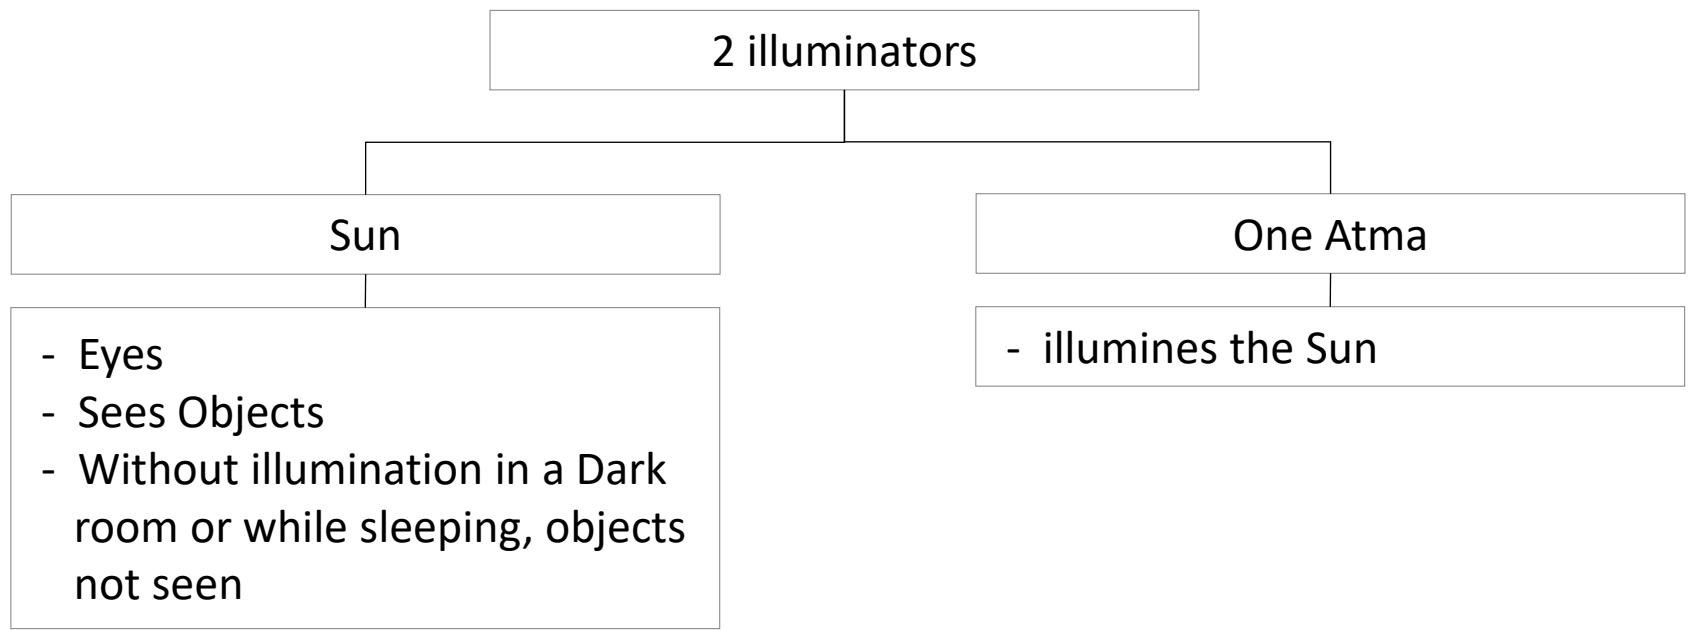 2 illuminators
Sun
One Atma
- Eyes
- Sees Objects
- Without illumination in a Dark
room or while sleeping, objects
not seen
- illumines the Sun